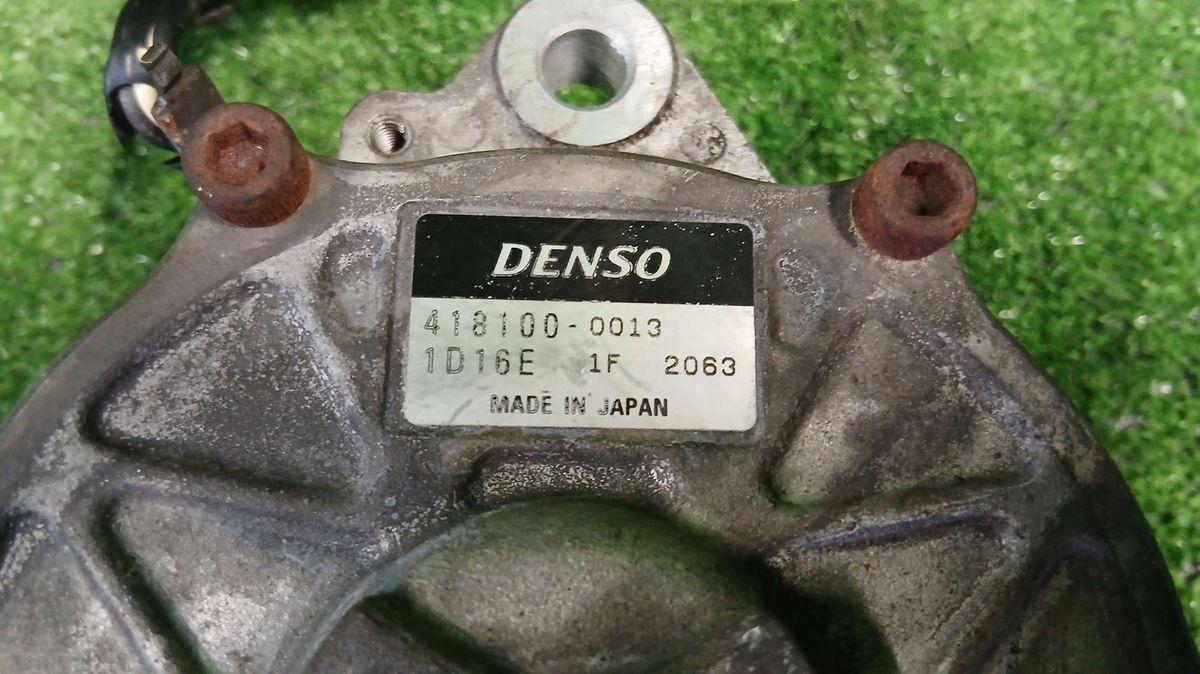 DENSO
418100-0013
1D16E 1F 2063
MADE IN JAPAN